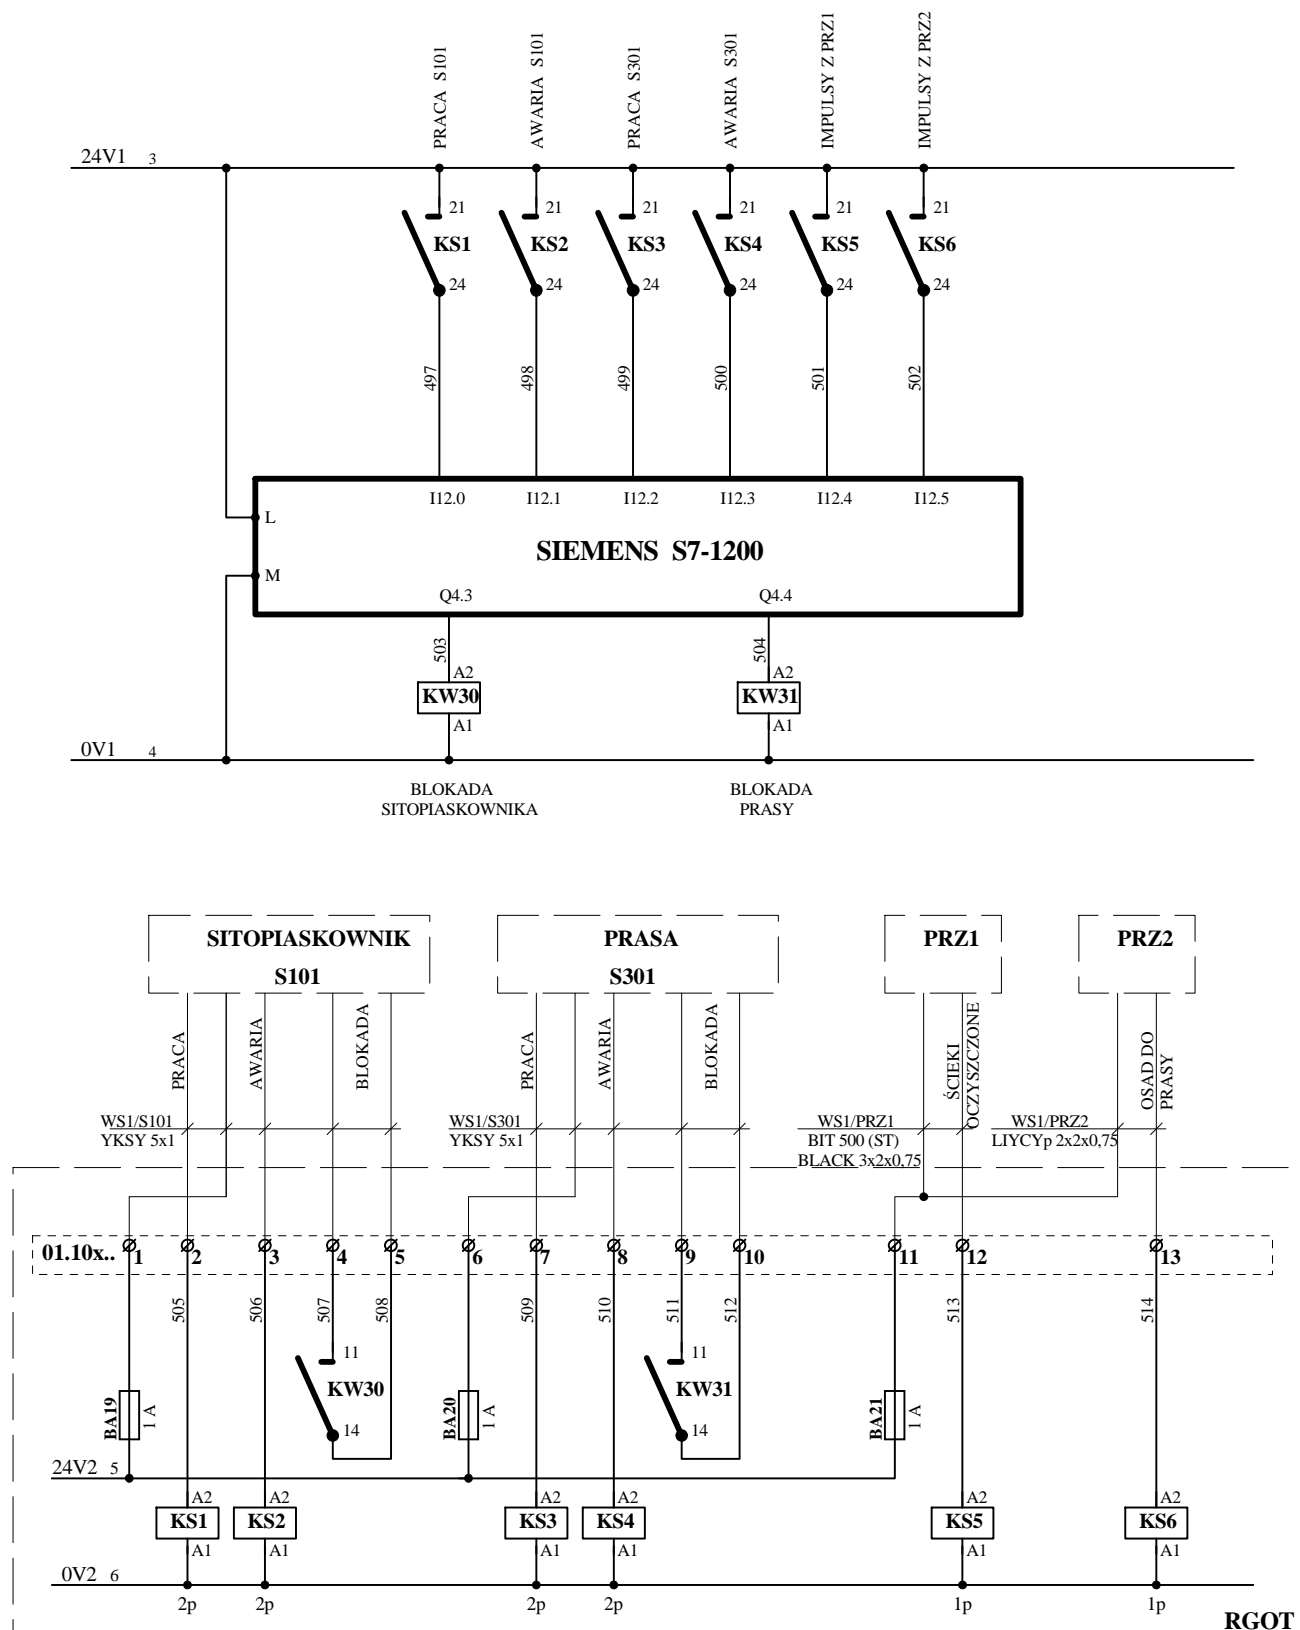 PRACA S101
AWARIA S101
PRACA S301
AWARIA S301
IMPULSY Z PRZ1
IMPULSY Z PRZ2
24V1 3
21 21 21 21 21 21
KS1 KS2 KS3 KS4 KS5 KS6
24 24 24 24 24 24
497 498 499 500 501 502
I12.0 I12.1 I12.2 I12.3 I12.4 I12.5
L
SIEMENS S7-1200
M
Q4.3 Q4.4
503 504
A2 A2
KW30 KW31
A1 A1
0V1 4
BLOKADA
SITOPIASKOWNIKA
BLOKADA
PRASY
SITOPIASKOWNIK
S101
PRASA
S301
PRZ1
PRZ2
PRACA
AWARIA
BLOKADA
PRACA
AWARIA
BLOKADA
ŚCIEKI
OCZYSZCZONE
OSAD DO
PRASY
WS1/S101
YKSY 5x1
WS1/S301
YKSY 5x1
WS1/PRZ1
BIT 500 (ST)
BLACK 3x2x0,75
WS1/PRZ2
LIYCYp 2x2x0,75
01.10x.. 1 2 3 4 5 6 7 8 9 10 11 12 13
505 506 507 508 509 510 511 512 513 514
11 11
KW30 KW31
14 14
BA19
1 A
BA20
1 A
BA21
1 A
24V2 5
A2 A2 A2 A2 A2 A2
KS1 KS2 KS3 KS4 KS5 KS6
A1 A1 A1 A1 A1 A1
0V2 6
2p 2p 2p 2p 1p 1p
RGOT